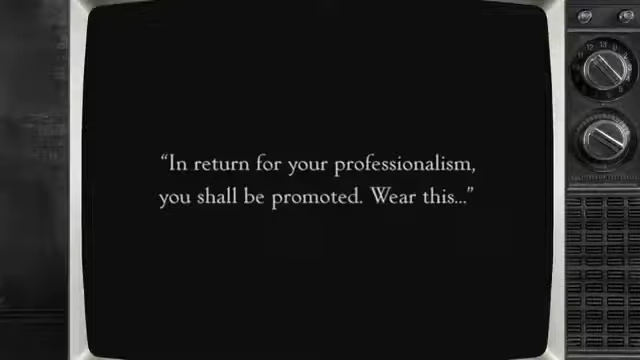 “In return for your professionalism,
you shall be promoted. Wear this...”